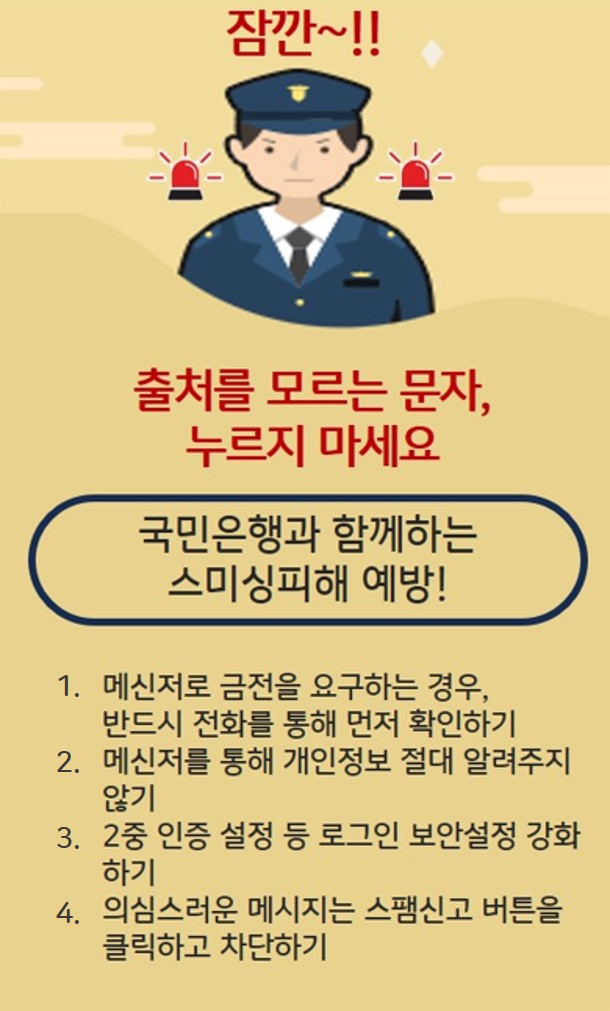 잠깐~!!
출처를 모르는 문자,
누르지 마세요
국민은행과 함께하는
스미싱피해 예방!
1. 메신저로 금전을 요구하는 경우,
반드시 전화를 통해 먼저 확인하기
2. 메신저를 통해 개인정보 절대 알려주지
않기
3. 2중 인증 설정 등 로그인 보안설정 강화
하기
4. 의심스러운 메시지는 스팸신고 버튼을
클릭하고 차단하기